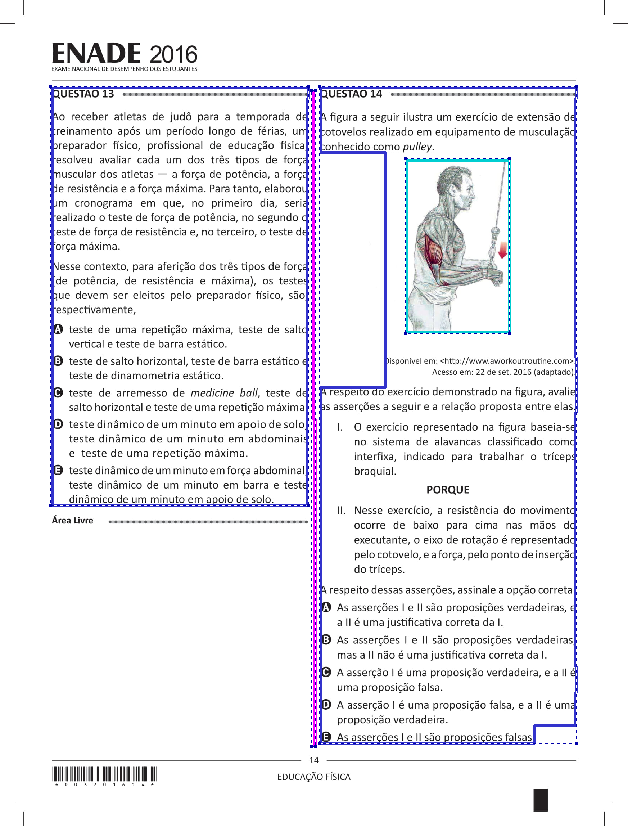 ENADE 2016
EXAME NACIONAL DE DESEMPENHO DOS ESTUDANTES
QUESTÃO 13
Ao receber atletas de judô para a temporada de
treinamento após um período longo de férias, um
preparador físico, profissional de educação física,
resolveu avaliar cada um dos três tipos de força
muscular dos atletas — a força de potência, a força
de resistência e a força máxima. Para tanto, elaborou
um cronograma em que, no primeiro dia, seria
realizado o teste de força de potência, no segundo o
teste de força de resistência e, no terceiro, o teste de
força máxima.
Nesse contexto, para aferição dos três tipos de força
(de potência, de resistência e máxima), os testes
que devem ser eleitos pelo preparador físico, são,
respectivamente,
A teste de uma repetição máxima, teste de salto
vertical e teste de barra estático.
B teste de salto horizontal, teste de barra estático e
teste de dinamometria estático.
C teste de arremesso de medicine ball, teste de
salto horizontal e teste de uma repetição máxima.
D teste dinâmico de um minuto em apoio de solo,
teste dinâmico de um minuto em abdominais
e teste de uma repetição máxima.
E teste dinâmico de um minuto em força abdominal,
teste dinâmico de um minuto em barra e teste
dinâmico de um minuto em apoio de solo.
Área Livre
QUESTÃO 14
A figura a seguir ilustra um exercício de extensão de
cotovelos realizado em equipamento de musculação
conhecido como pulley.
Disponível em: <http://www.aworkoutroutine.com>.
Acesso em: 22 de set. 2016 (adaptado).
A respeito do exercício demonstrado na figura, avalie
as asserções a seguir e a relação proposta entre elas.
I. O exercício representado na figura baseia-se
no sistema de alavancas classificado como
interfixa, indicado para trabalhar o tríceps
braquial.
PORQUE
II. Nesse exercício, a resistência do movimento
ocorre de baixo para cima nas mãos do
executante, o eixo de rotação é representado
pelo cotovelo, e a força, pelo ponto de inserção
do tríceps.
A respeito dessas asserções, assinale a opção correta.
A As asserções I e II são proposições verdadeiras, e
a II é uma justificativa correta da I.
B As asserções I e II são proposições verdadeiras,
mas a II não é uma justificativa correta da I.
C A asserção I é uma proposição verdadeira, e a II é
uma proposição falsa.
D A asserção I é uma proposição falsa, e a II é uma
proposição verdadeira.
E As asserções I e II são proposições falsas.
14
EDUCAÇÃO FÍSICA